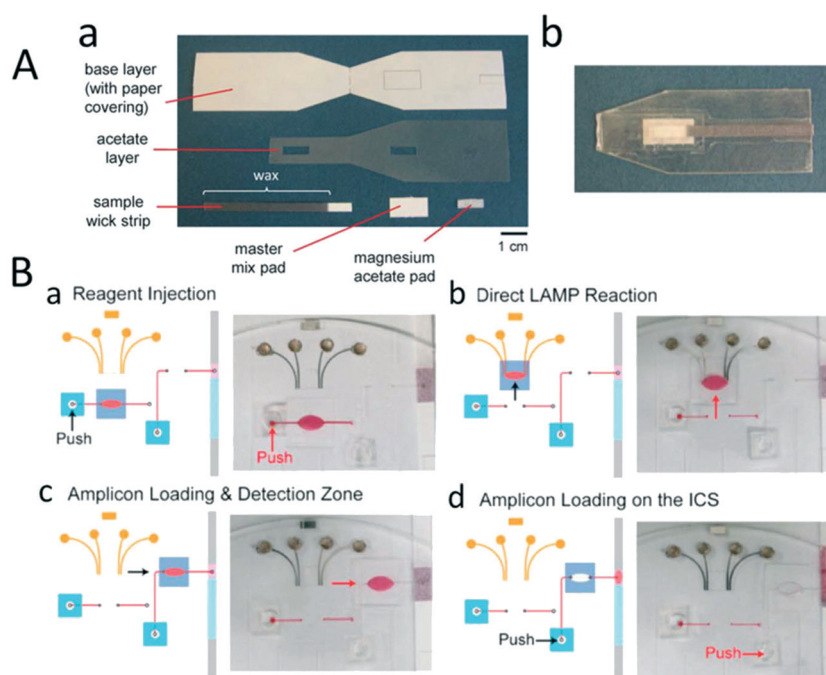 A
a
base layer
(with paper
covering)
acetate
layer
wax
sample
wick strip
master
mix pad
magnesium
acetate pad
1 cm
b
B
a
Reagent Injection
Push
Push
b
Direct LAMP Reaction
c
Amplicon Loading & Detection Zone
d
Amplicon Loading on the ICS
Push
Push